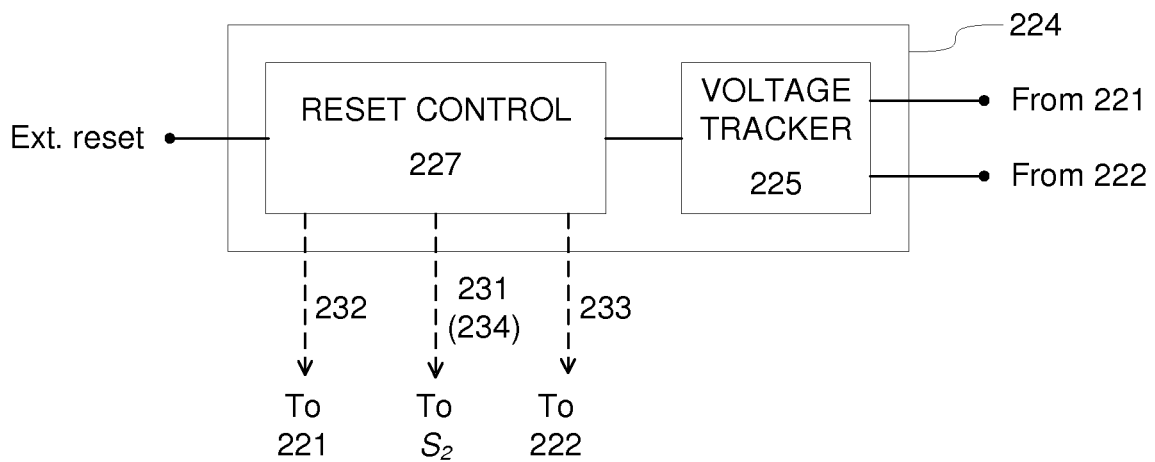 224
VOLTAGE
TRACKER
225
RESET CONTROL
227
Ext. reset
From 221
From 222
232
231
(234)
233
To
221
To
S₂
To
222